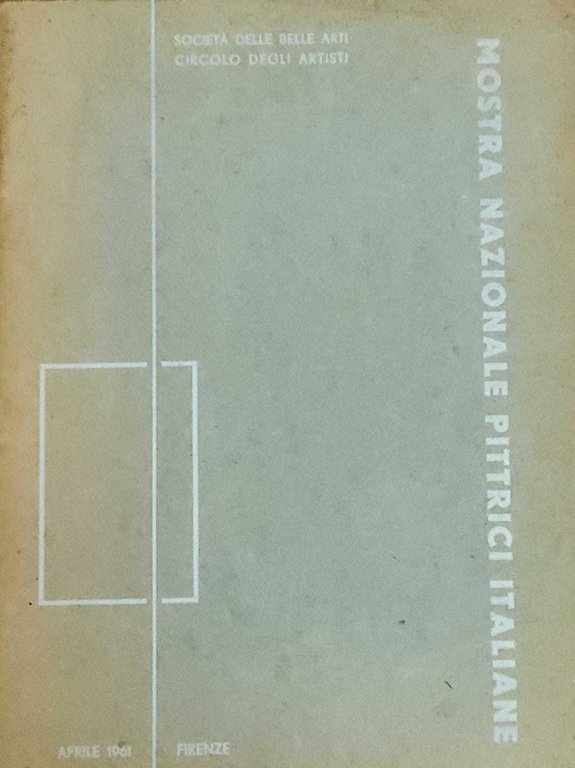 SOCIETÀ DELLE BELLE ARTI
CIRCOLO DEGLI ARTISTI
MOSTRA NAZIONALE PITTRICI ITALIANE
APRILE 1961 FIRENZE